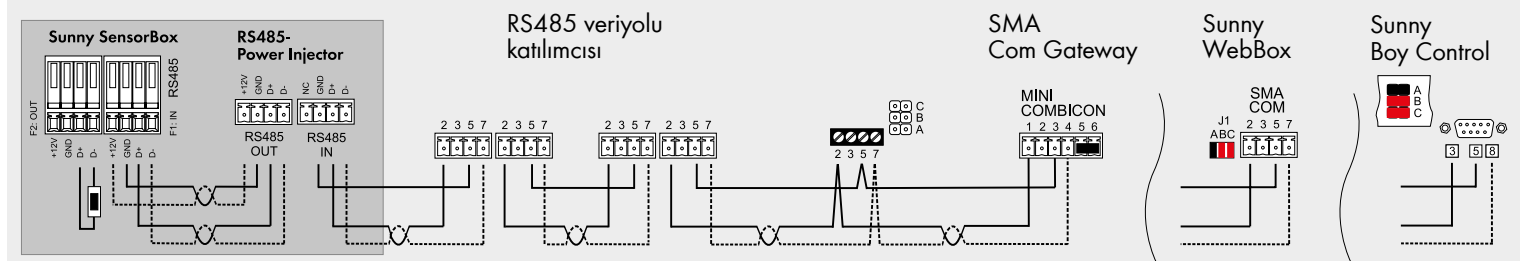 Sunny SensorBox
RS485-
Power Injector
RS485 veriyolu
katılımcısı
SMA
Com Gateway
Sunny
WebBox
Sunny
Boy Control
F2: OUT
F1: IN
RS485
+12V
GND
D+
D-
+12V
GND
D+
D-
+12V
GND
D+
D-
NC
GND
D+
D-
RS485
OUT
RS485
IN
2 3 5 7
2 3 5 7
2 3 5 7
2 3 5 7
2 3 5 7
C
B
A
MINI
COMBICON
1 2 3 4 5 6
J1
ABC
SMA
COM
2 3 5 7
A
B
C
3 5 8